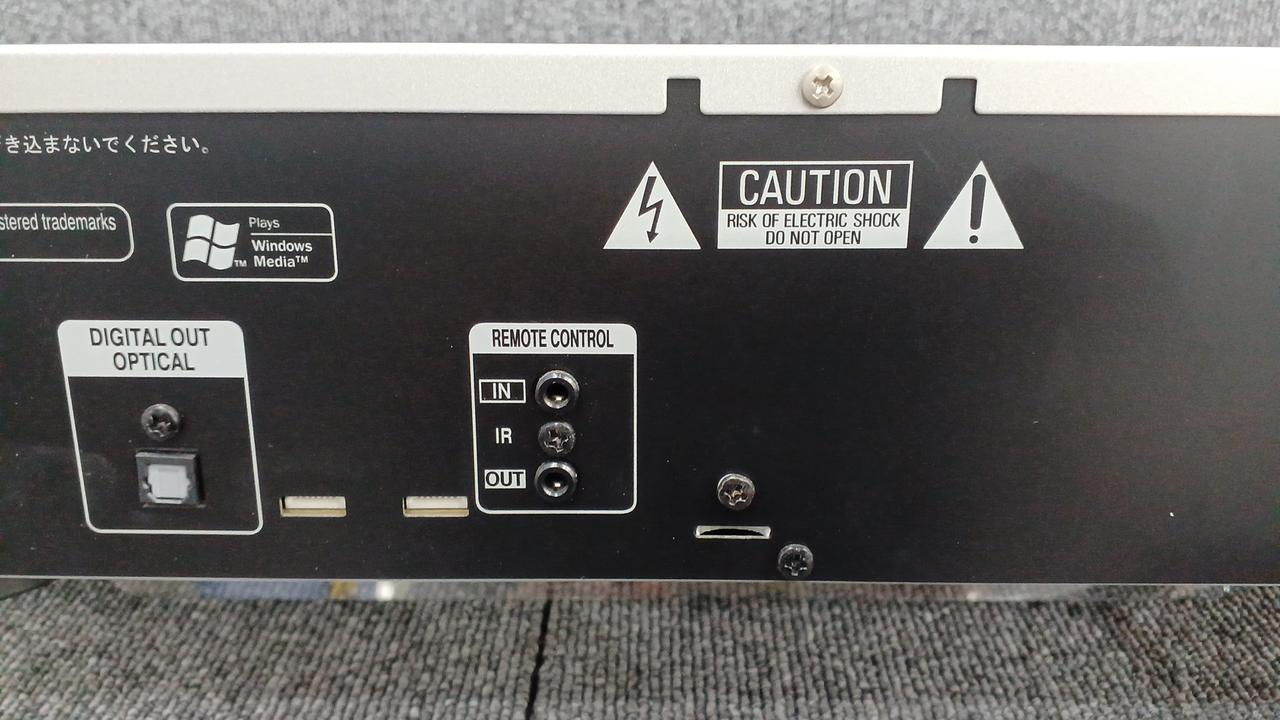 き込まないでください。
stered trademarks
Plays
Windows
Media™
TM
CAUTION
RISK OF ELECTRIC SHOCK
DO NOT OPEN
DIGITAL OUT
OPTICAL
REMOTE CONTROL
IN
IR
OUT